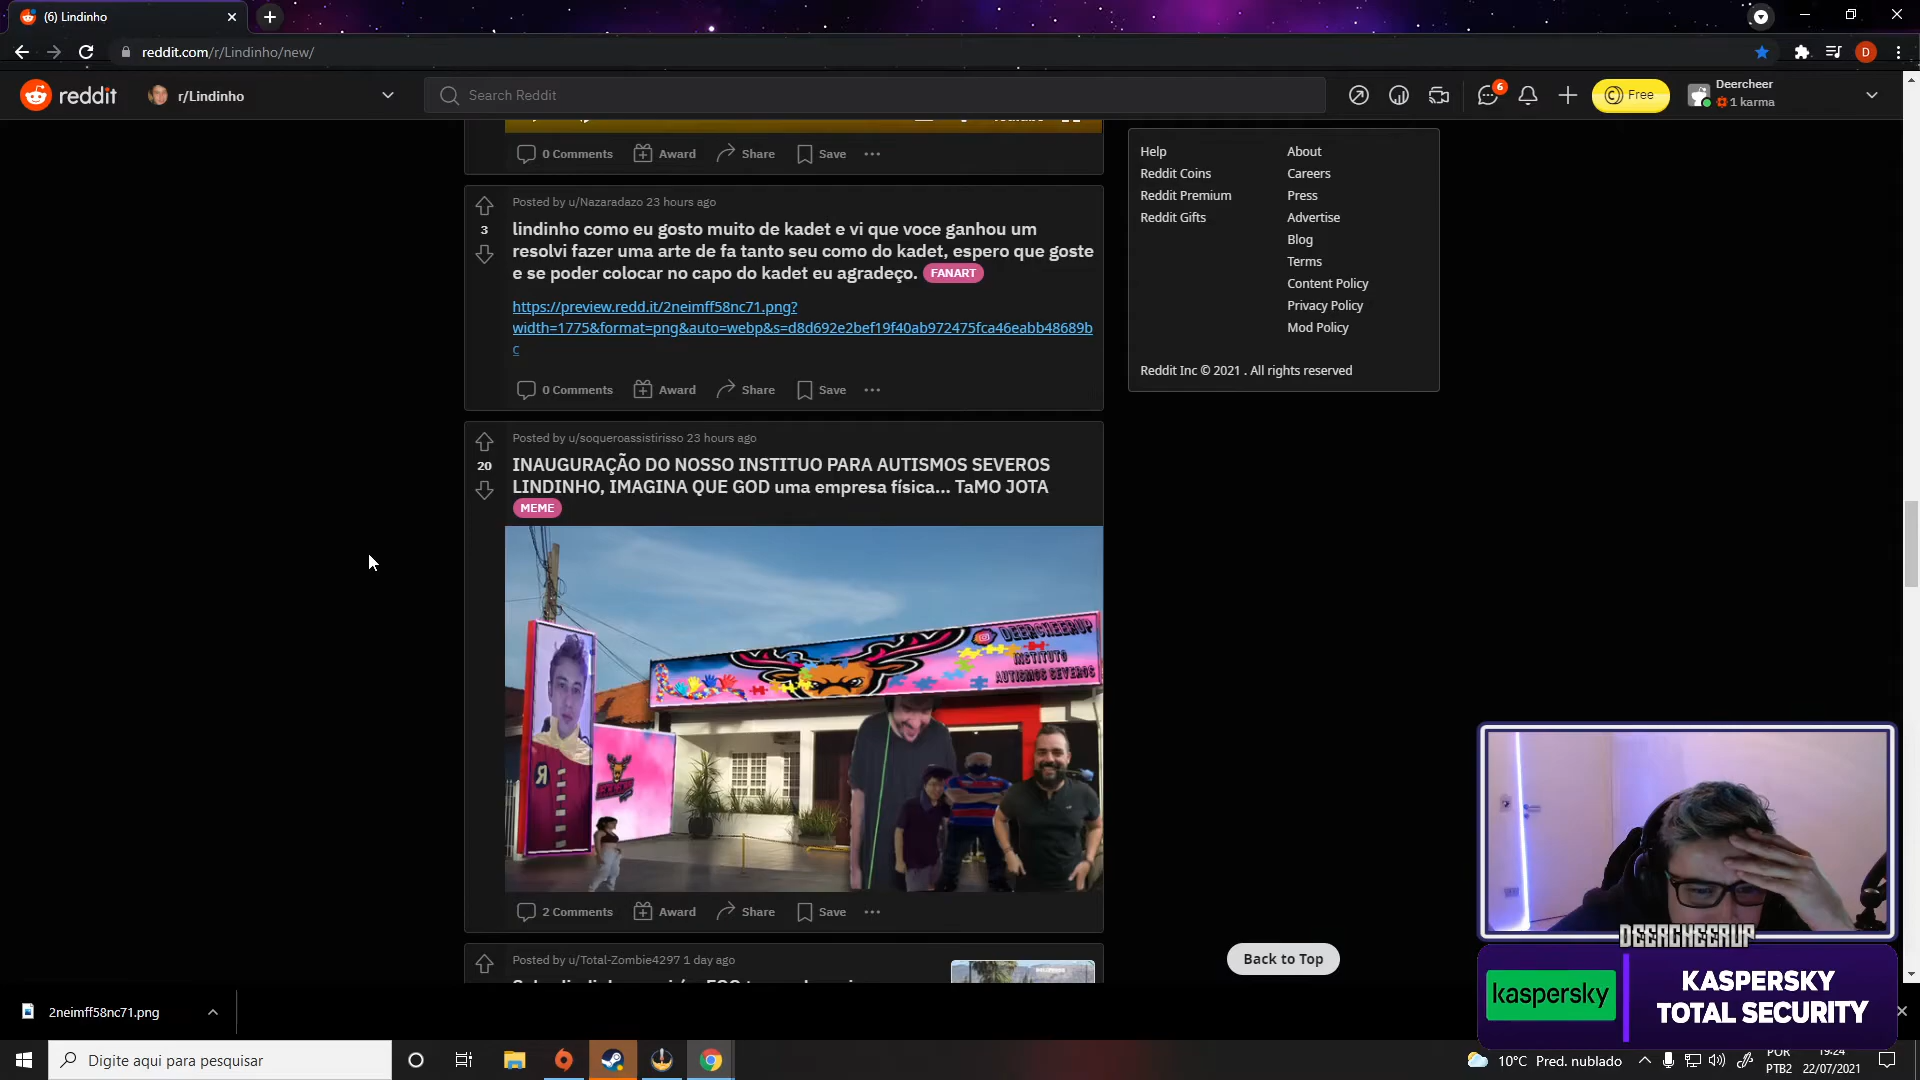 (6) Lindinho
reddit.com/r/Lindinho/new/
reddit
r/Lindinho
Search Reddit
6
Free
Deercheer
1 karma
0 Comments
Award
Share
Save
Posted by u/Nazaradazo 23 hours ago
3
lindinho como eu gosto muito de kadet e vi que voce ganhou um
resolvi fazer uma arte de fa tanto seu como do kadet, espero que goste
e se poder colocar no capo do kadet eu agradeço.
FANART
https://preview.redd.it/2neimff58nc71.png?
width=1775&format=png&auto=webp&s=d8d692e2bef19f40ab972475fca46eabb48689b
c
0 Comments
Award
Share
Save
Posted by u/soqueroassistirisso 23 hours ago
20
INAUGURAÇÃO DO NOSSO INSTITUO PARA AUTISMOS SEVEROS
LINDINHO, IMAGINA QUE GOD uma empresa física... TaMO JOTA
MEME
DEERCHEERUP
INSTITUTO
AUTISMOS SEVEROS
R
2 Comments
Award
Share
Save
Posted by u/Total-Zombie4297 1 day ago
Help
Reddit Coins
Reddit Premium
Reddit Gifts
About
Careers
Press
Advertise
Blog
Terms
Content Policy
Privacy Policy
Mod Policy
Reddit Inc © 2021 . All rights reserved
Back to Top
DEERCHEERUP
kaspersky
KASPERSKY
TOTAL SECURITY
2neimff58nc71.png
Digite aqui para pesquisar
10°C Pred. nublado
POR
PTB2
19:24
22/07/2021
D